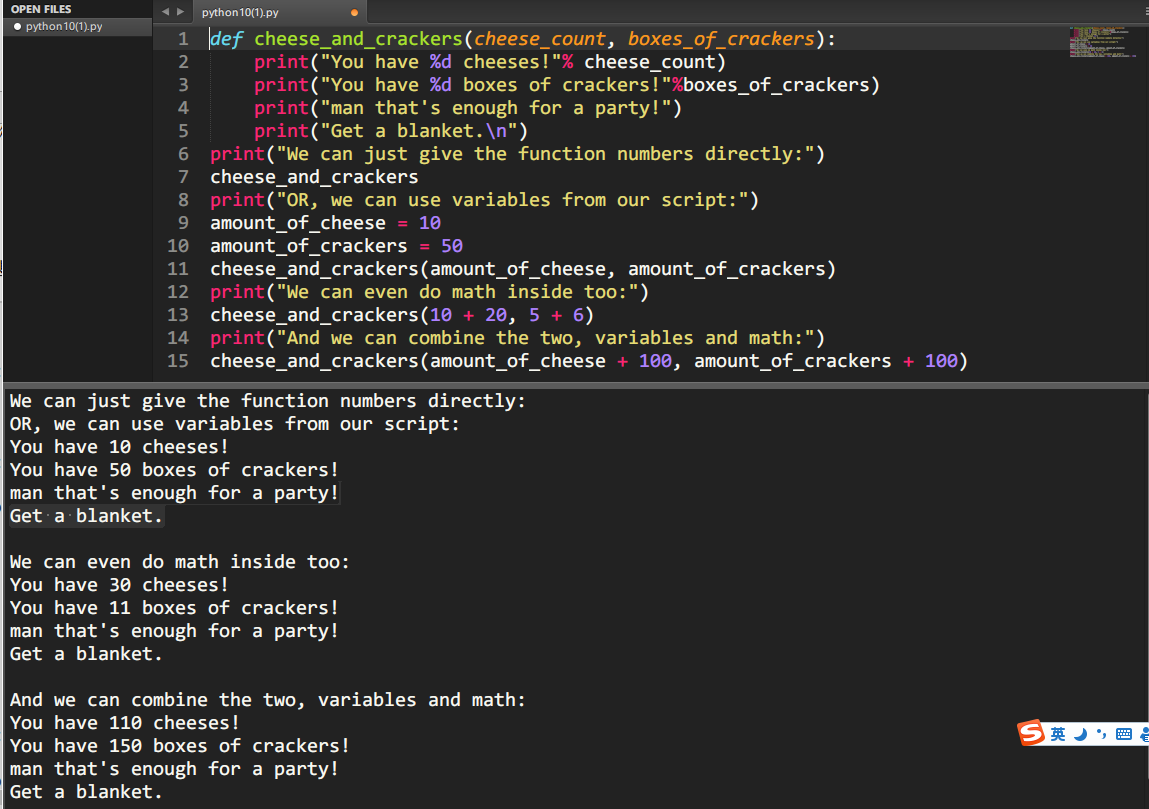 OPEN FILES
python10(1).py
python10(1).py
1 def cheese_and_crackers(cheese_count, boxes_of_crackers):
2     print("You have %d cheeses!"% cheese_count)
3     print("You have %d boxes of crackers!"%boxes_of_crackers)
4     print("man that's enough for a party!")
5     print("Get a blanket.\n")
6 print("We can just give the function numbers directly:")
7 cheese_and_crackers
8 print("OR, we can use variables from our script:")
9 amount_of_cheese = 10
10 amount_of_crackers = 50
11 cheese_and_crackers(amount_of_cheese, amount_of_crackers)
12 print("We can even do math inside too:")
13 cheese_and_crackers(10 + 20, 5 + 6)
14 print("And we can combine the two, variables and math:")
15 cheese_and_crackers(amount_of_cheese + 100, amount_of_crackers + 100)
We can just give the function numbers directly:
OR, we can use variables from our script:
You have 10 cheeses!
You have 50 boxes of crackers!
man that's enough for a party!
Get a blanket.
We can even do math inside too:
You have 30 cheeses!
You have 11 boxes of crackers!
man that's enough for a party!
Get a blanket.
And we can combine the two, variables and math:
You have 110 cheeses!
You have 150 boxes of crackers!
man that's enough for a party!
Get a blanket.
S 英